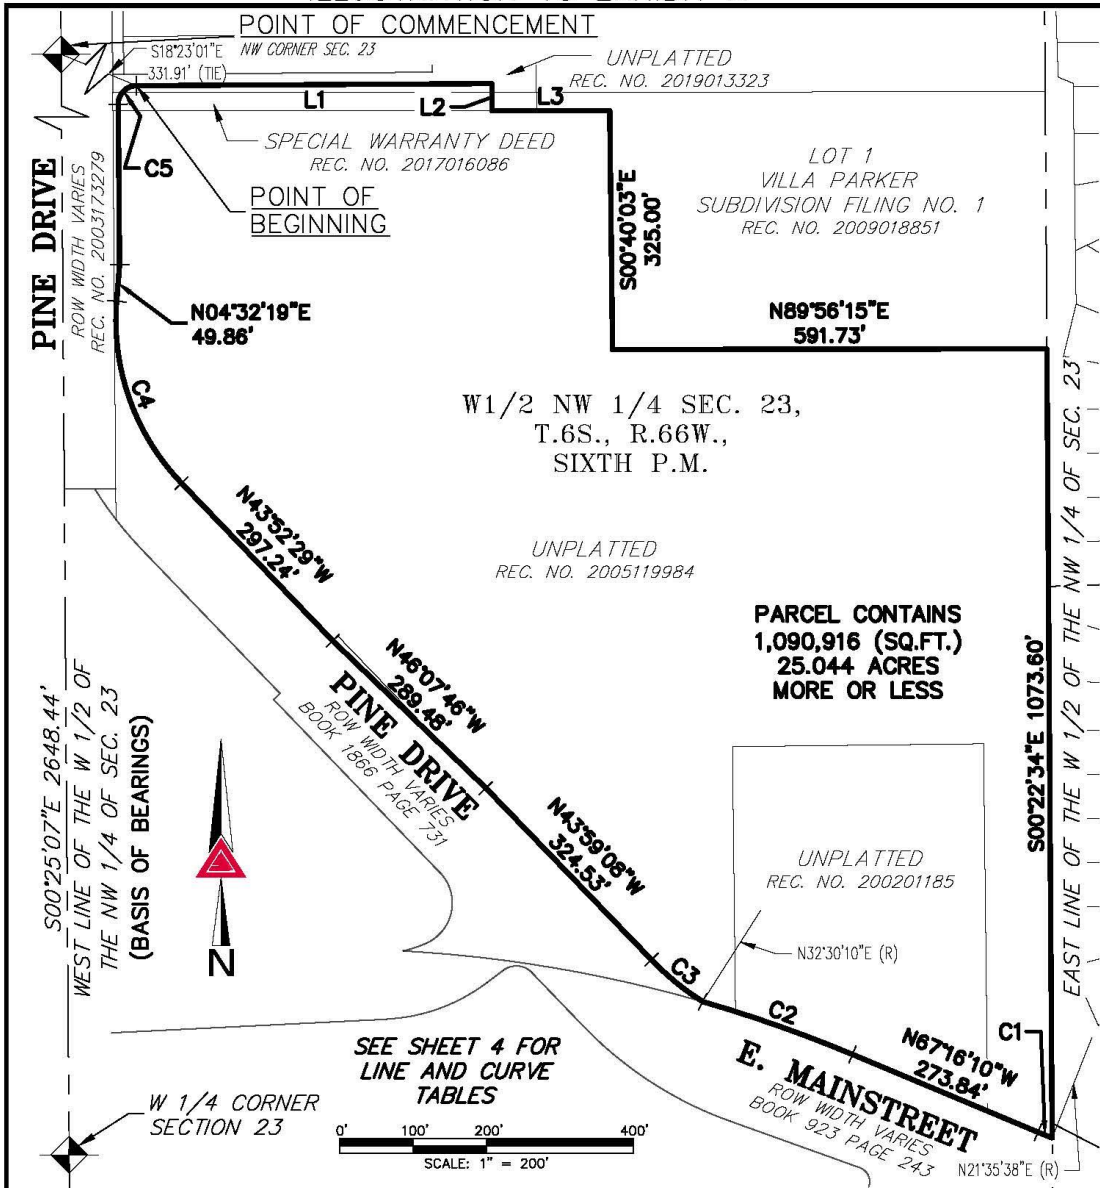 POINT OF COMMENCEMENT
NW CORNER SEC. 23
S18°23'01"E
331.91' (TIE)
UNPLATTED
REC. NO. 2019013323
L1
L2
L3
SPECIAL WARRANTY DEED
REC. NO. 2017016086
C5
POINT OF
BEGINNING
LOT 1
VILLA PARKER
SUBDIVISION FILING NO. 1
REC. NO. 2009018851
PINE DRIVE
ROW WIDTH VARIES
REC. NO. 2003173279
S00°40'03"E
325.00'
N04°32'19"E
49.86'
N89°56'15"E
591.73'
C4
W1/2 NW 1/4 SEC. 23,
T.6S., R.66W.,
SIXTH P.M.
N43°52'29"W
297.24'
UNPLATTED
REC. NO. 2005119984
PARCEL CONTAINS
1,090,916 (SQ.FT.)
25.044 ACRES
MORE OR LESS
N46°07'46"W
289.48'
PINE DRIVE
ROW WIDTH VARIES
BOOK 1866 PAGE 731
S00°25'07"E 2648.44'
WEST LINE OF THE W 1/2 OF
THE NW 1/4 OF SEC. 23
(BASIS OF BEARINGS)
S00°22'34"E 1073.60'
EAST LINE OF THE W 1/2 OF THE NW 1/4 OF SEC. 23
N43°59'08"W
324.53'
UNPLATTED
REC. NO. 200201185
N32°30'10"E (R)
N
C3
C2
C1
N67°16'10"W
273.84'
E. MAINSTREET
ROW WIDTH VARIES
BOOK 923 PAGE 243
SEE SHEET 4 FOR
LINE AND CURVE
TABLES
W 1/4 CORNER
SECTION 23
0' 100' 200' 400'
SCALE: 1" = 200'
N21°35'38"E (R)